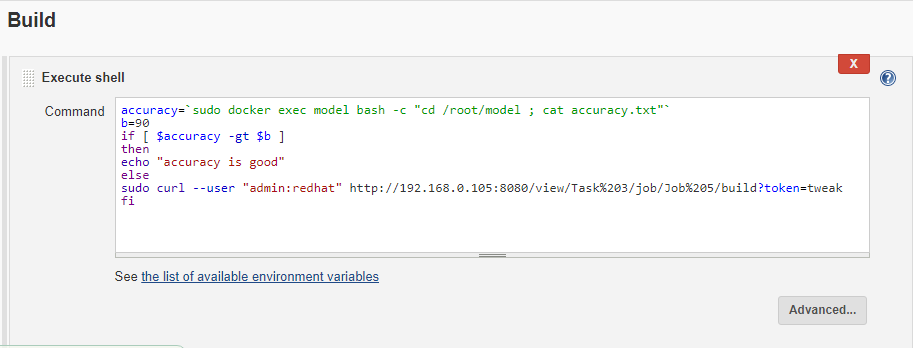 Build
X
Execute shell
?
Command
accuracy=`sudo docker exec model bash -c "cd /root/model ; cat accuracy.txt"`
b=90
if [ $accuracy -gt $b ]
then
echo "accuracy is good"
else
sudo curl --user "admin:redhat" http://192.168.0.105:8080/view/Task%203/job/Job%205/build?token=tweak
fi
See the list of available environment variables
Advanced...